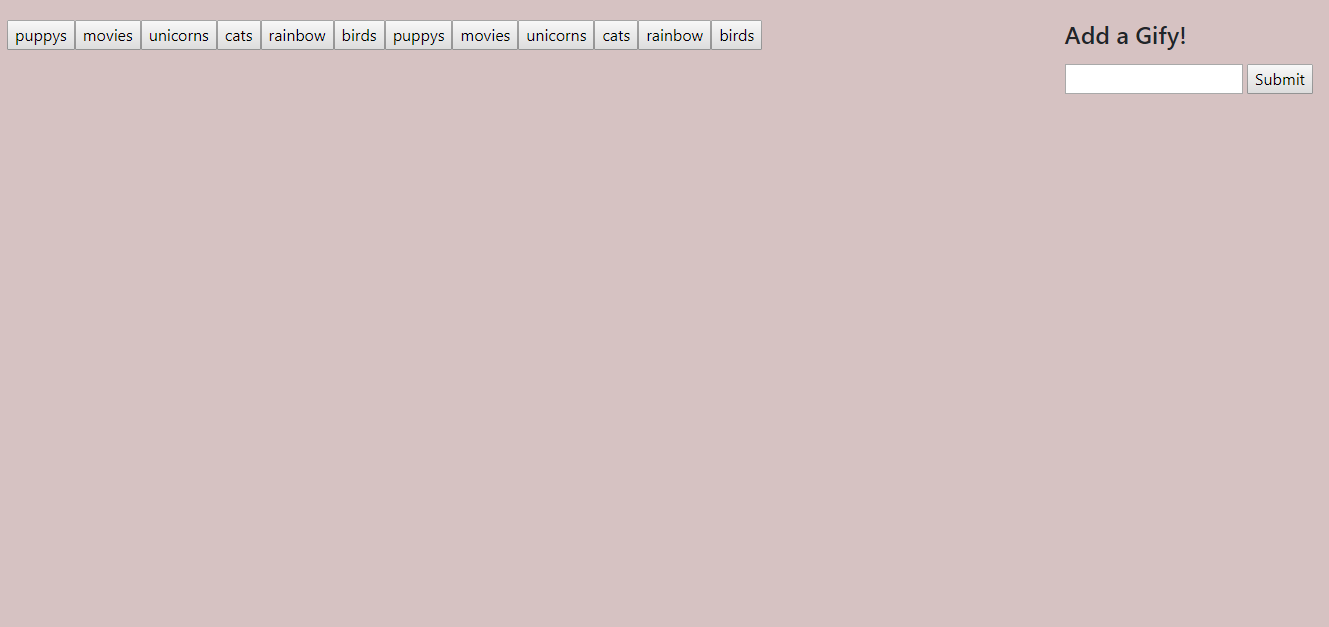 puppys movies unicorns cats rainbow birds puppys movies unicorns cats rainbow birds
Add a Gify!
Submit